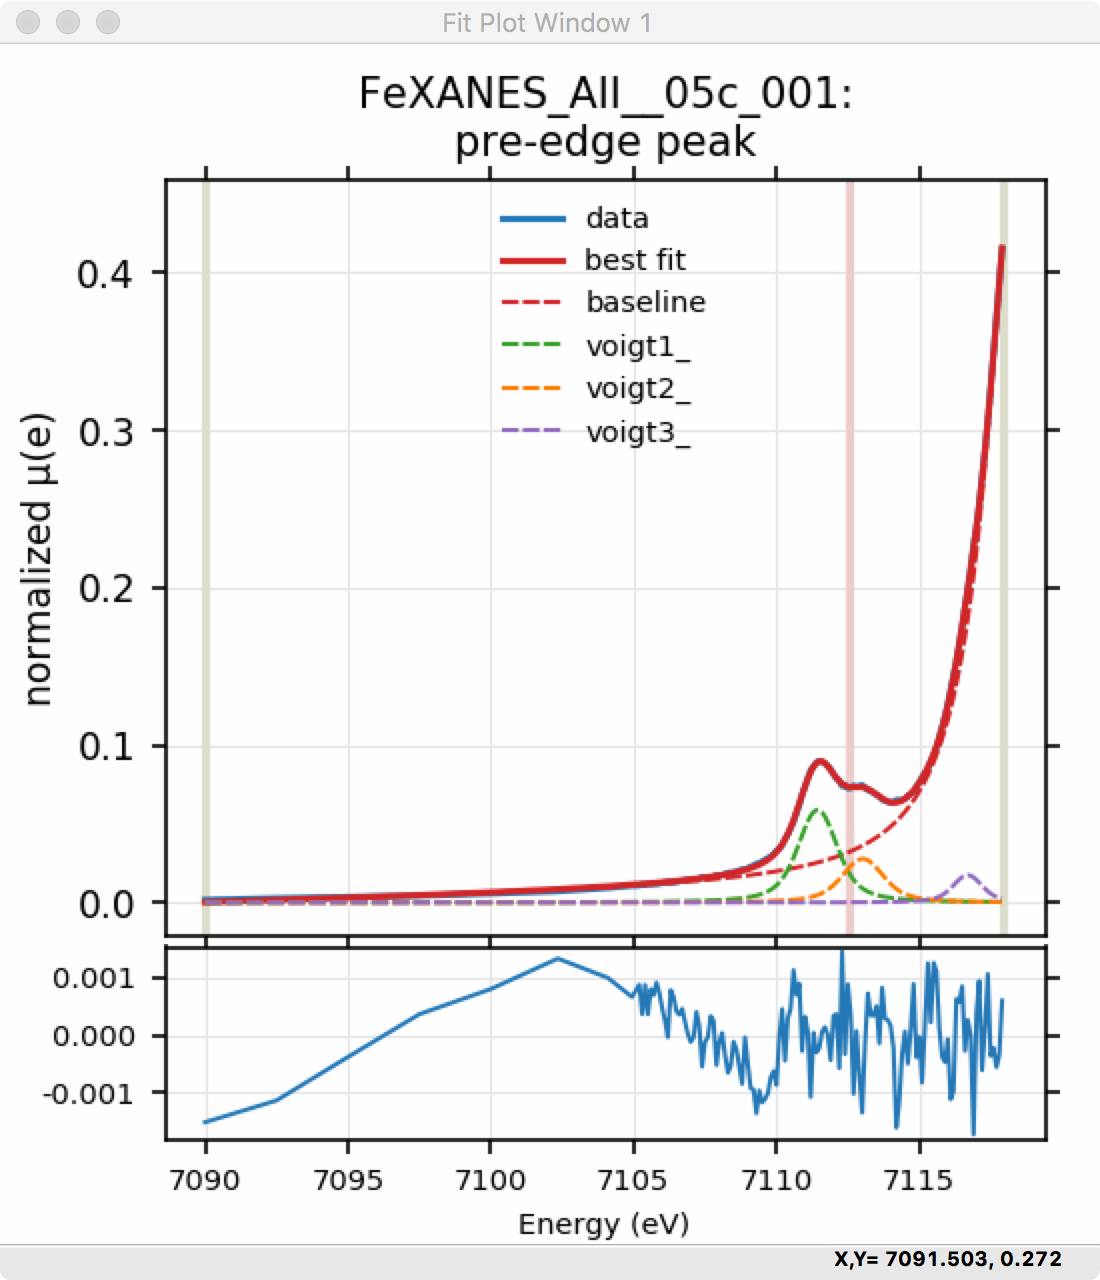 Fit Plot Window 1
FeXANES_All__05c_001:
pre-edge peak
data
best fit
baseline
voigt1_
voigt2_
voigt3_
normalized μ(e)
0.4
0.3
0.2
0.1
0.0
0.001
0.000
-0.001
7090 7095 7100 7105 7110 7115
Energy (eV)
X,Y= 7091.503, 0.272